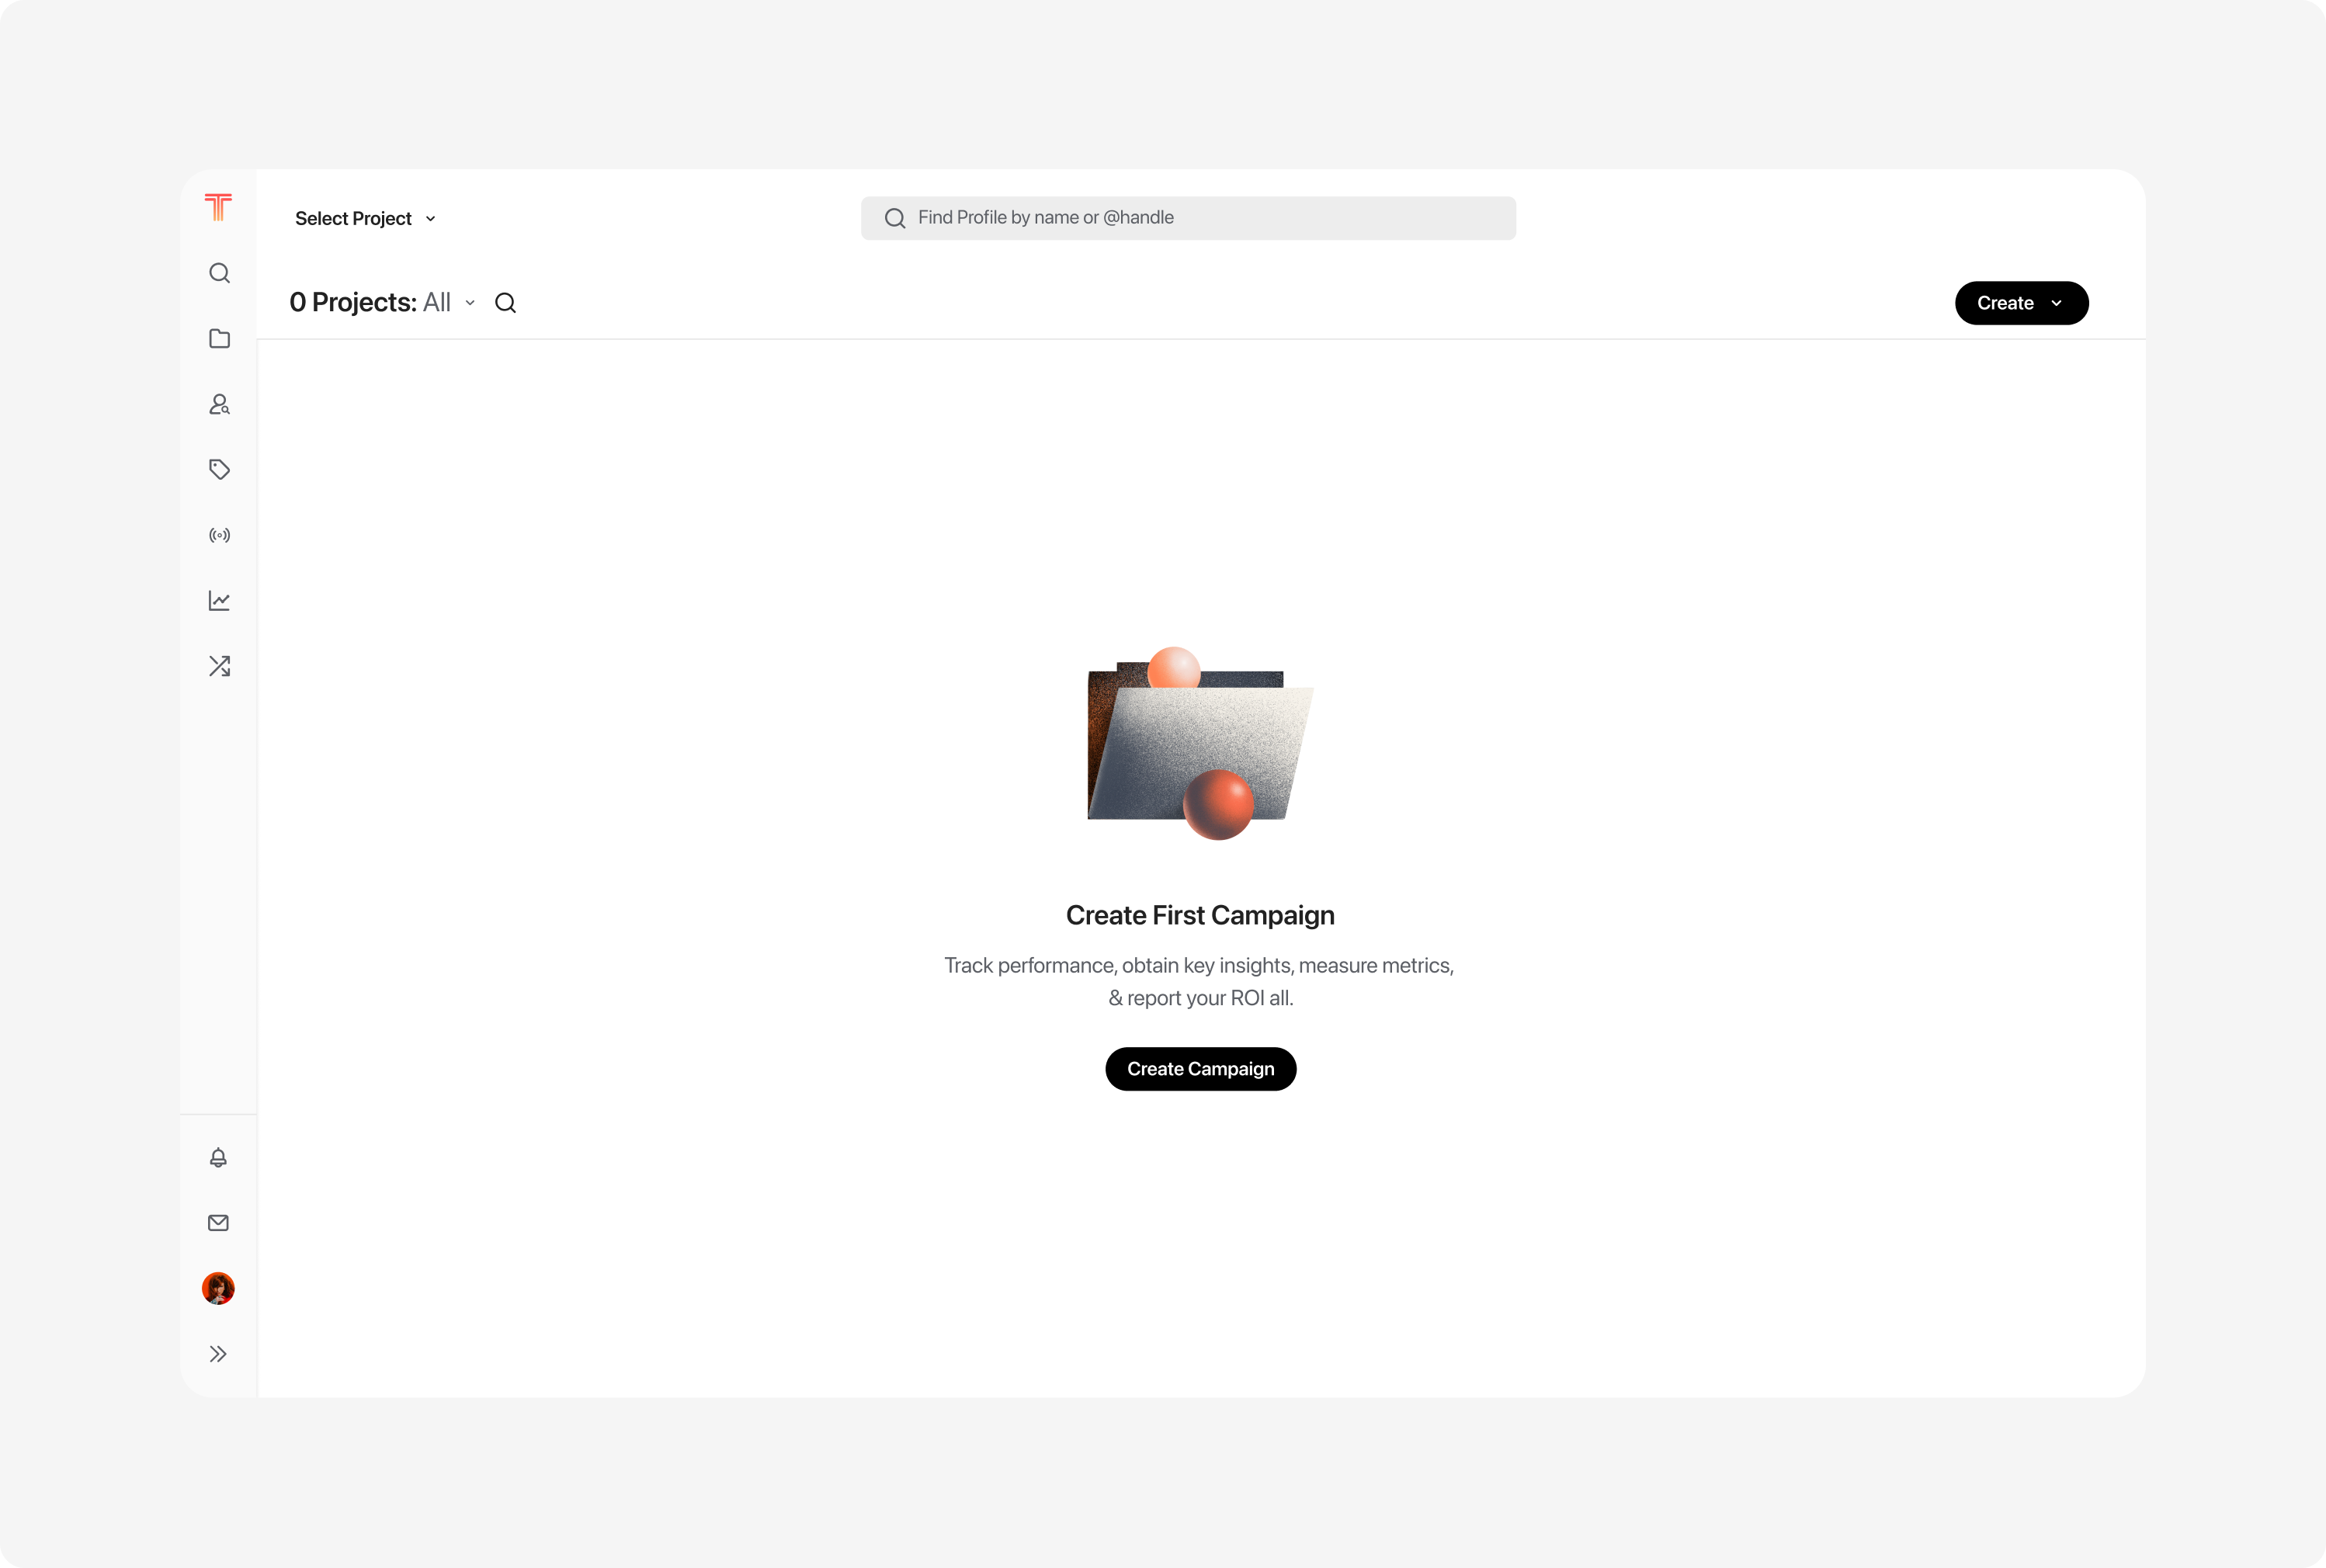 Select Project
Find Profile by name or @handle
0 Projects: All
Create
Create First Campaign
Track performance, obtain key insights, measure metrics,
& report your ROI all.
Create Campaign